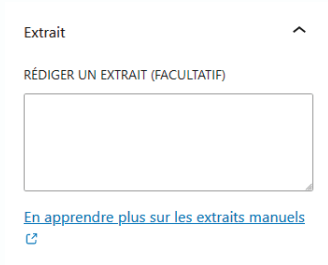 Extrait
RÉDIGER UN EXTRAIT (FACULTATIF)
En apprendre plus sur les extraits manuels